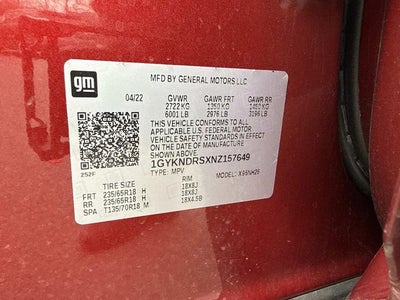 gm
MFD BY GENERAL MOTORS LLC
04/22 GVWR GAWR FRT GAWR RR
2722 KG 1350 KG 1450 KG
6001 LB 2976 LB 3196 LB
THIS VEHICLE CONFORMS TO ALL
APPLICABLE U.S. FEDERAL MOTOR
VEHICLE SAFETY STANDARDS IN EFFECT
ON THE DATE OF MANUFACTURE
SHOWN ABOVE.
1GYKNDRSXNZ157649
252F TYPE: MPV MODEL: X95NH26
TIRE SIZE RIM
FRT 235/65R18 H 18X8J
RR 235/65R18 H 18X8J
SPA T135/70R18 M 18X4.5B